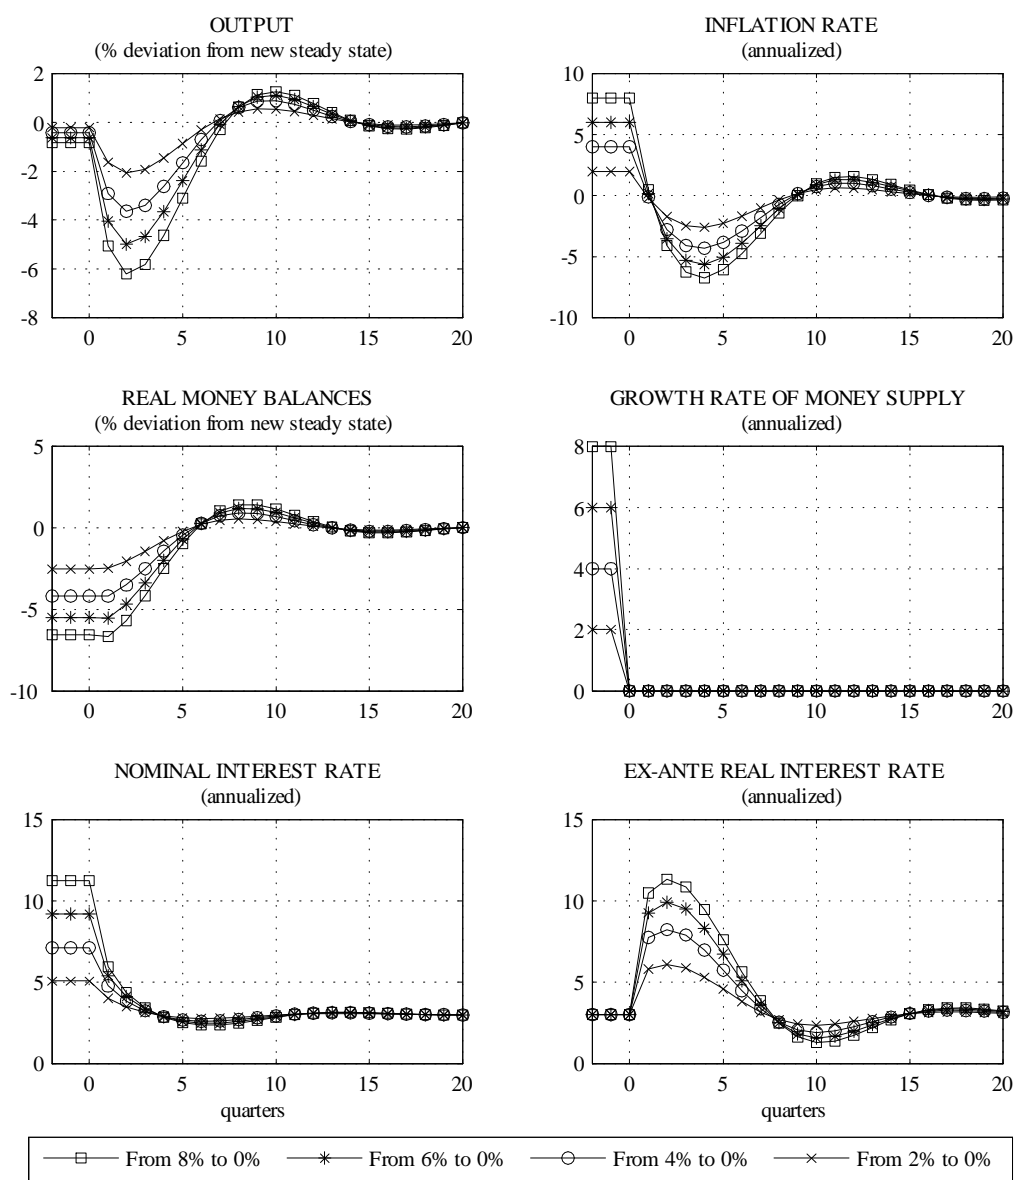 OUTPUT
(% deviation from new steady state)
2
0
-2
-4
-6
-8
0 5 10 15 20
INFLATION RATE
(annualized)
10
5
0
-5
-10
0 5 10 15 20
REAL MONEY BALANCES
(% deviation from new steady state)
5
0
-5
-10
0 5 10 15 20
GROWTH RATE OF MONEY SUPPLY
(annualized)
8
6
4
2
0
0 5 10 15 20
NOMINAL INTEREST RATE
(annualized)
15
10
5
0
0 5 10 15 20
quarters
EX-ANTE REAL INTEREST RATE
(annualized)
15
10
5
0
0 5 10 15 20
quarters
From 8% to 0% From 6% to 0% From 4% to 0% From 2% to 0%